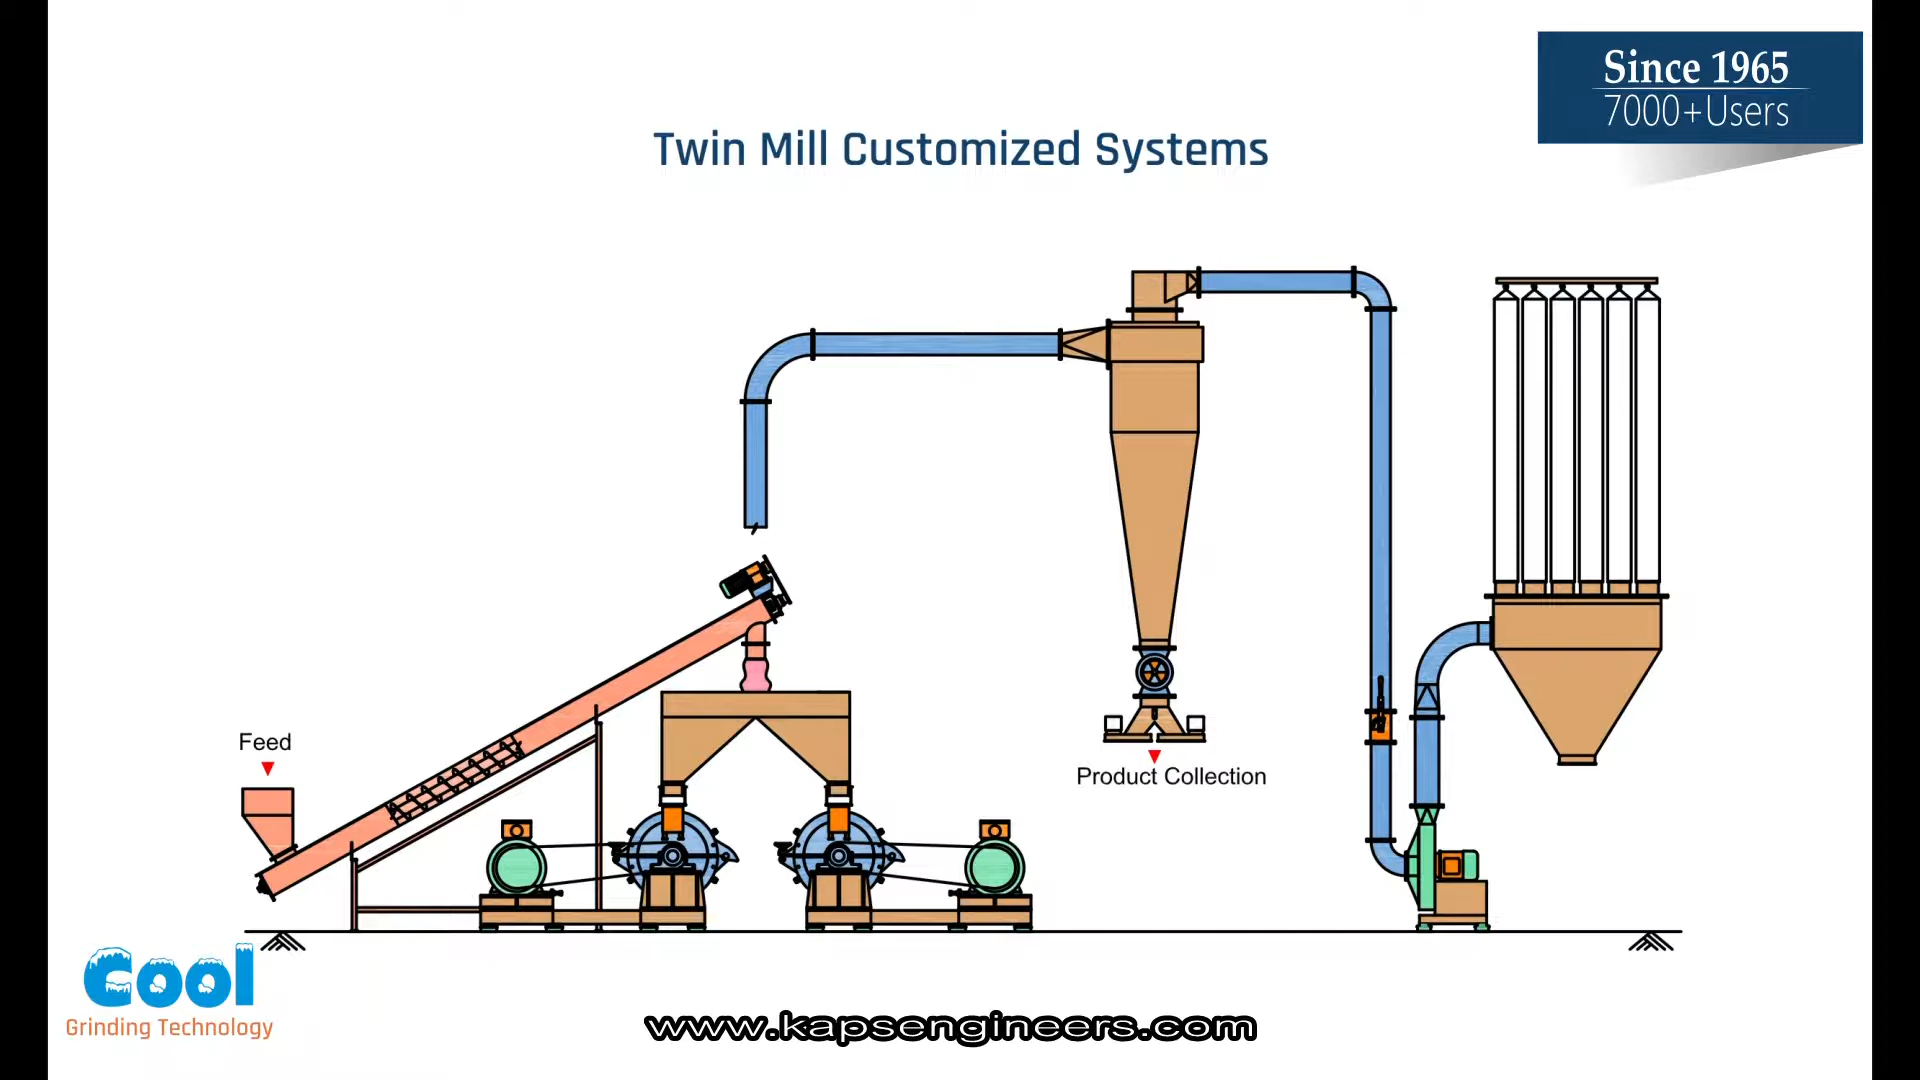 Since 1965
7000+Users
Twin Mill Customized Systems
Feed
Product Collection
Cool
Grinding Technology
www.kapsengineers.com